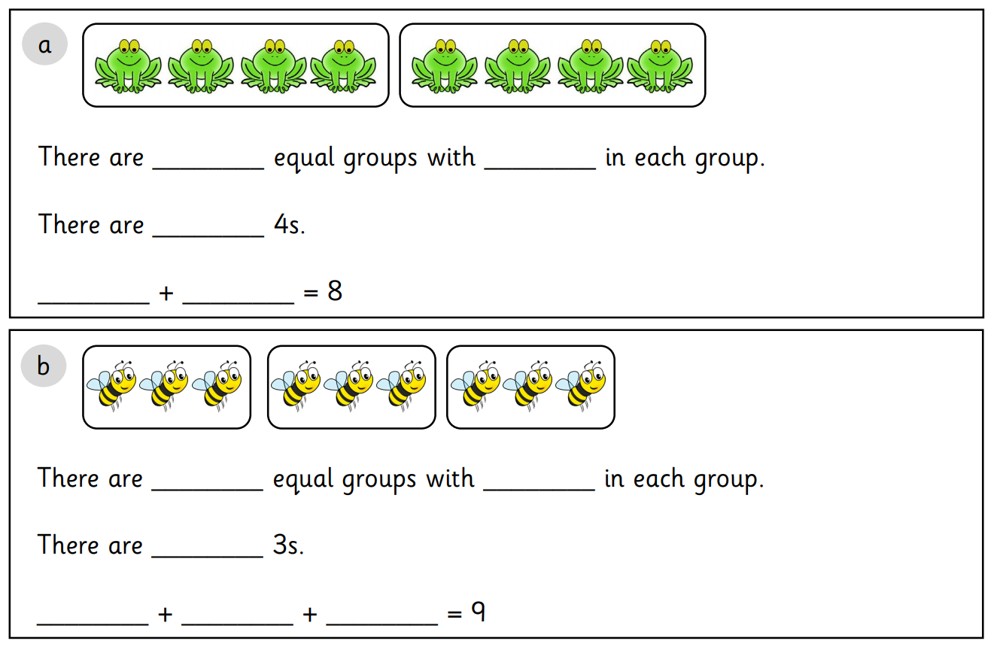 a
There are ________ equal groups with ________ in each group.
There are ________ 4s.
________ + ________ = 8
b
There are ________ equal groups with ________ in each group.
There are ________ 3s.
________ + ________ + ________ = 9